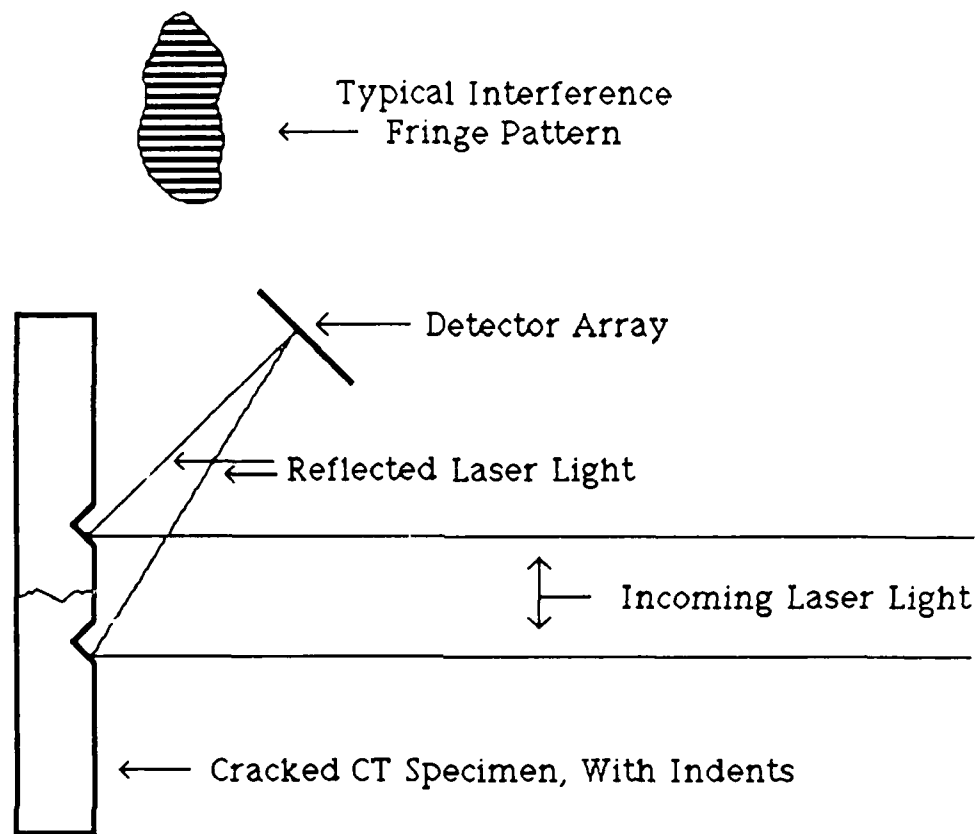 Typical Interference
Fringe Pattern
Detector Array
Reflected Laser Light
Incoming Laser Light
Cracked CT Specimen, With Indents